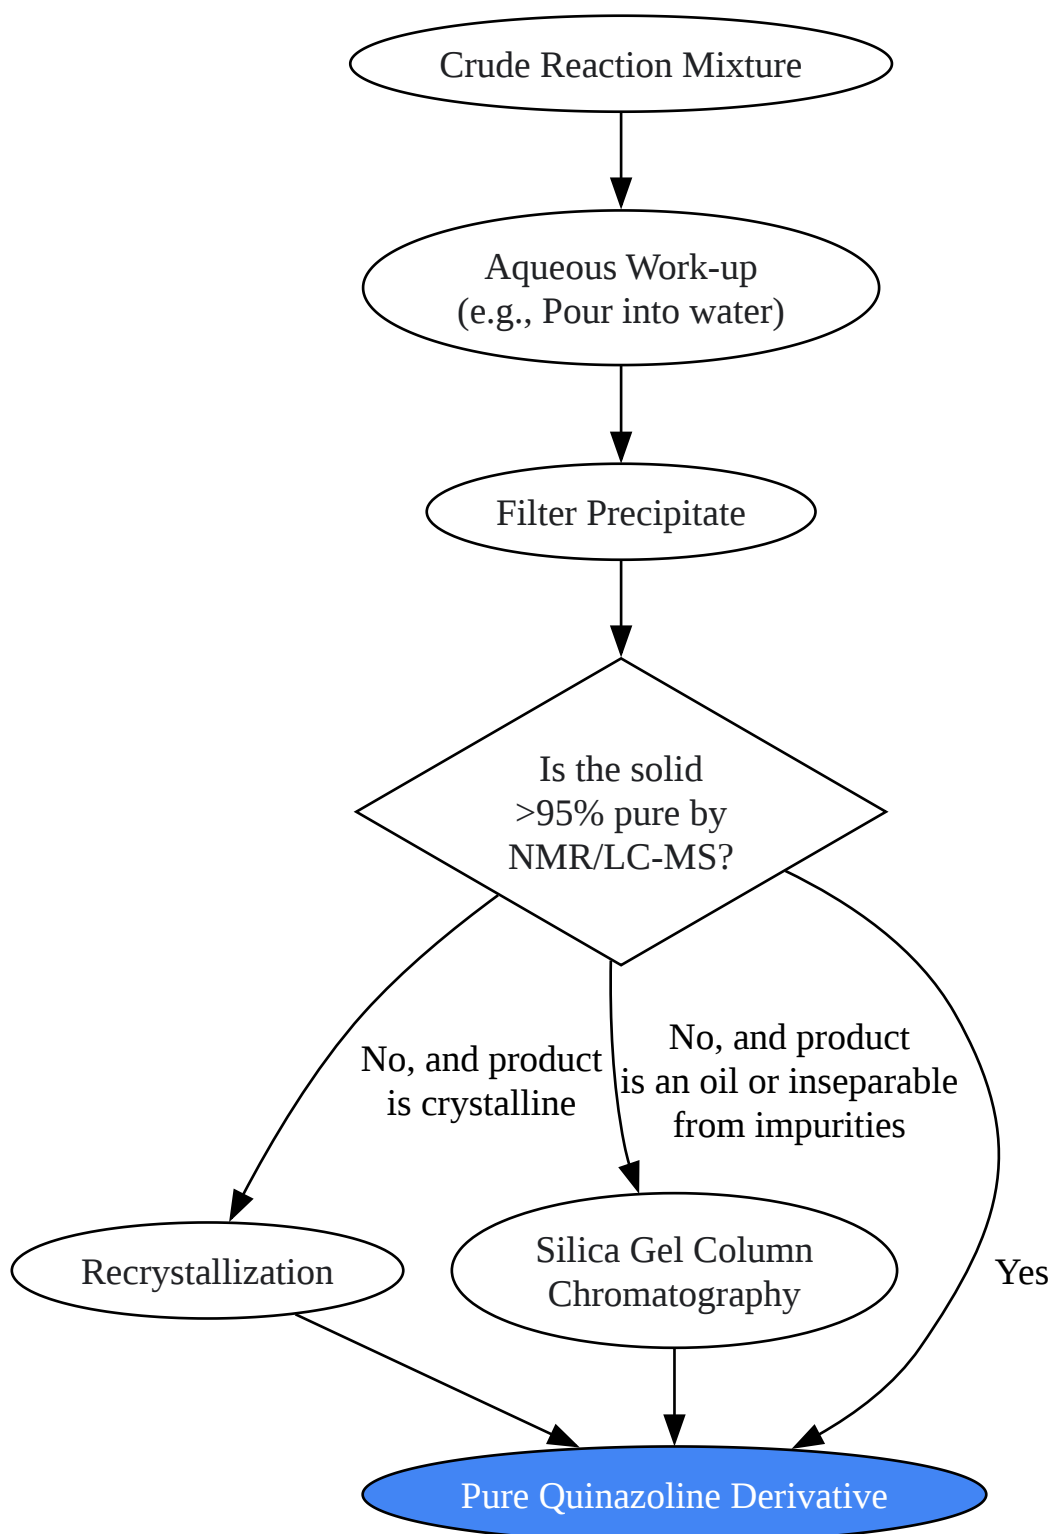 Crude Reaction Mixture
Aqueous Work-up
(e.g., Pour into water)
Filter Precipitate
Is the solid
>95% pure by
NMR/LC-MS?
No, and product
is crystalline
No, and product
is an oil or inseparable
from impurities
Yes
Recrystallization
Silica Gel Column
Chromatography
Pure Quinazoline Derivative